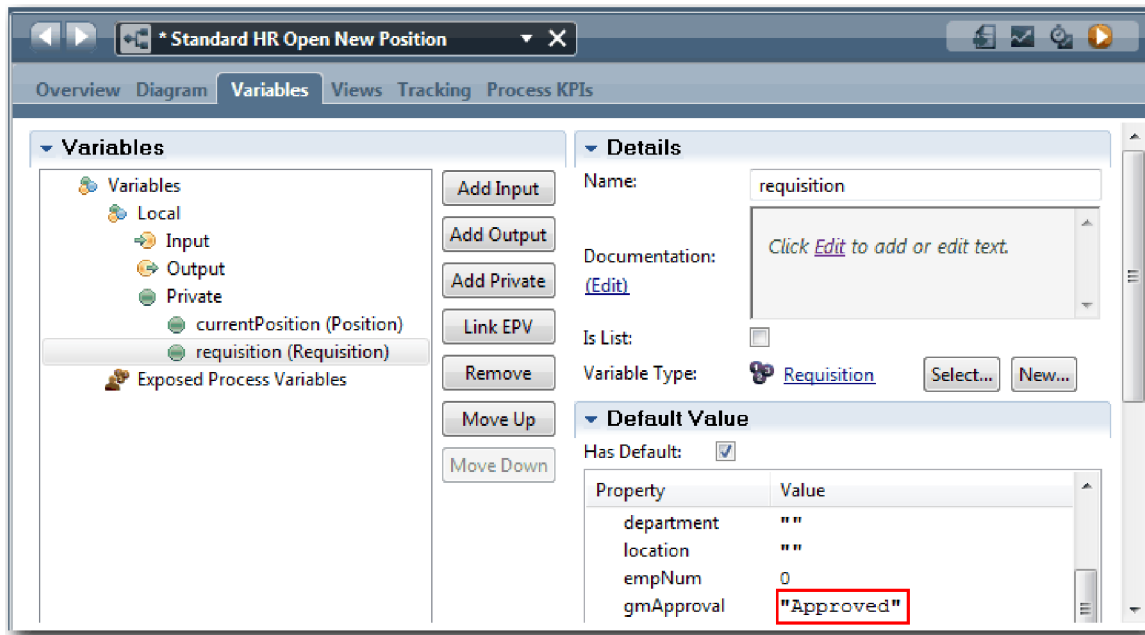 * Standard HR Open New Position
Overview Diagram Variables Views Tracking Process KPIs
Variables
Variables
Local
Input
Output
Private
currentPosition (Position)
requisition (Requisition)
Exposed Process Variables
Add Input
Add Output
Add Private
Link EPV
Remove
Move Up
Move Down
Details
Name: requisition
Documentation:
(Edit)
Click Edit to add or edit text.
Is List:
Variable Type: Requisition Select... New...
Default Value
Has Default:
Property Value
department ""
location ""
empNum 0
gmApproval "Approved"